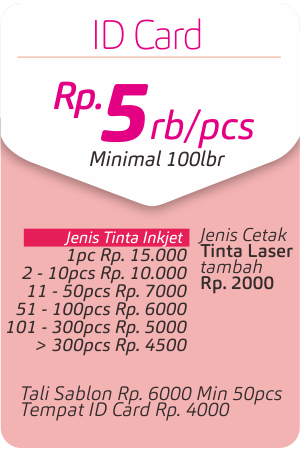 ID Card
Rp.5rb/pcs
Minimal 100lbr
Jenis Tinta Inkjet
1pc Rp. 15.000
2 - 10pcs Rp. 10.000
11 - 50pcs Rp. 7000
51 - 100pcs Rp. 6000
101 - 300pcs Rp. 5000
> 300pcs Rp. 4500
Jenis Cetak
Tinta Laser
tambah
Rp. 2000
Tali Sablon Rp. 6000 Min 50pcs
Tempat ID Card Rp. 4000